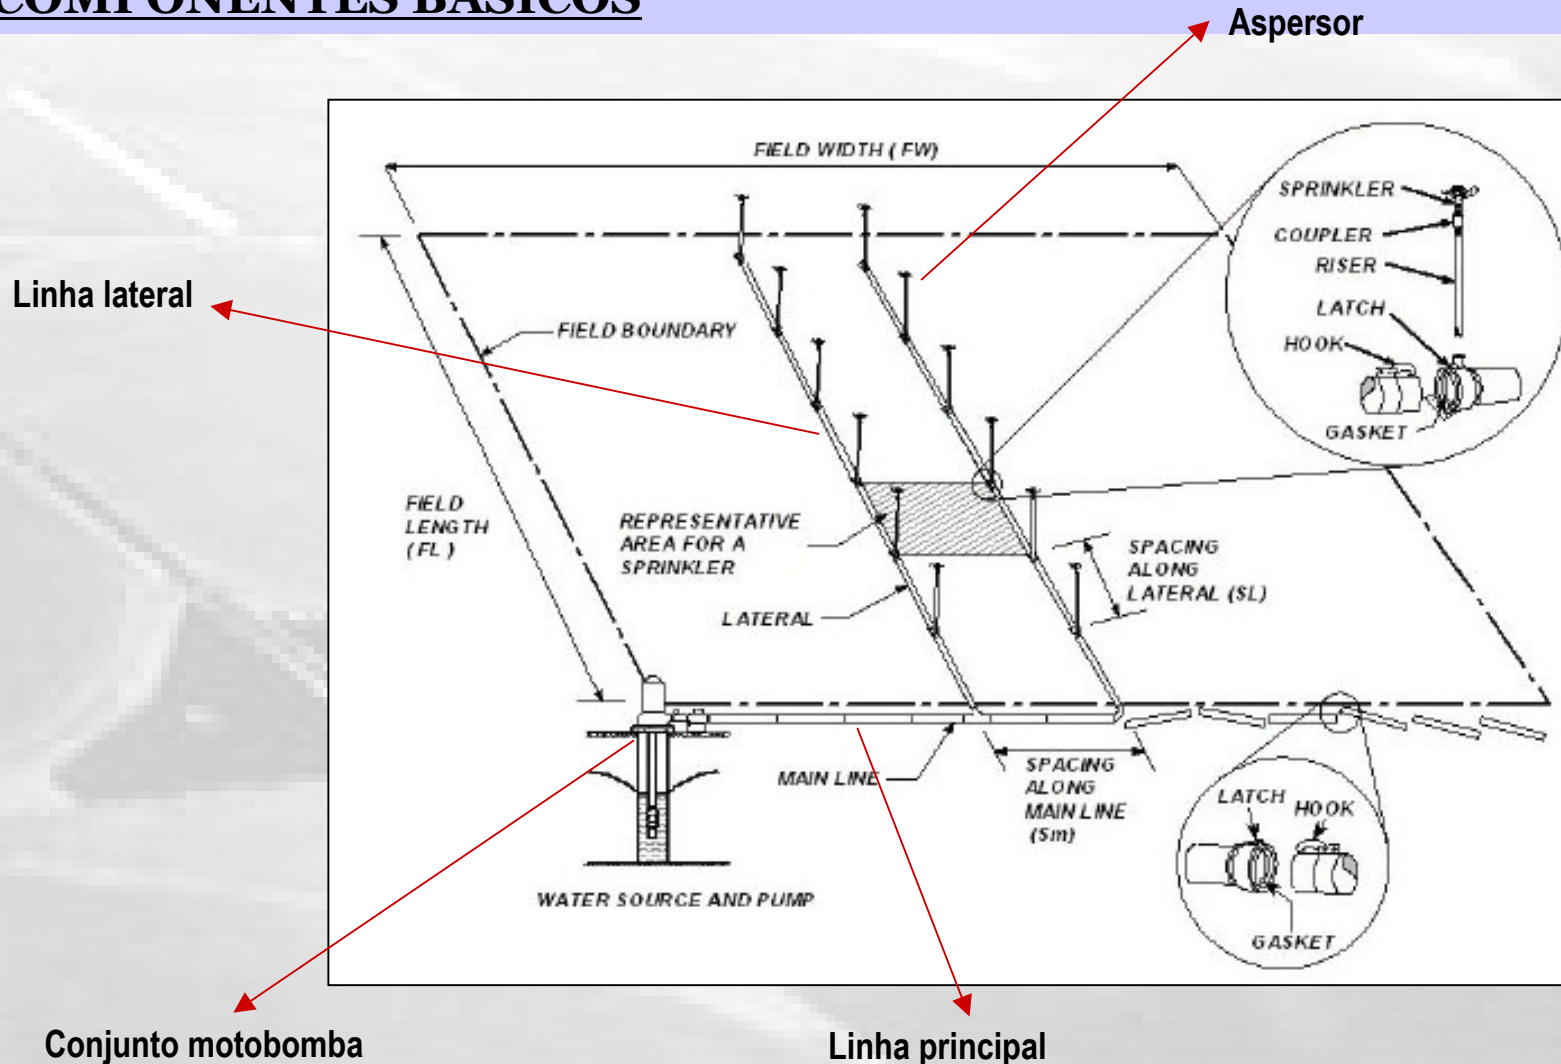 COMPONENTES BÁSICOS
Aspersor
FIELD WIDTH ( FW)
SPRINKLER
COUPLER
RISER
LATCH
HOOK
GASKET
Linha lateral
FIELD BOUNDARY
FIELD
LENGTH
( FL )
REPRESENTATIVE
AREA FOR A
SPRINKLER
SPACING
ALONG
LATERAL (SL)
LATERAL
MAIN LINE
SPACING
ALONG
MAIN LINE
(Sm)
LATCH
HOOK
GASKET
WATER SOURCE AND PUMP
Conjunto motobomba
Linha principal